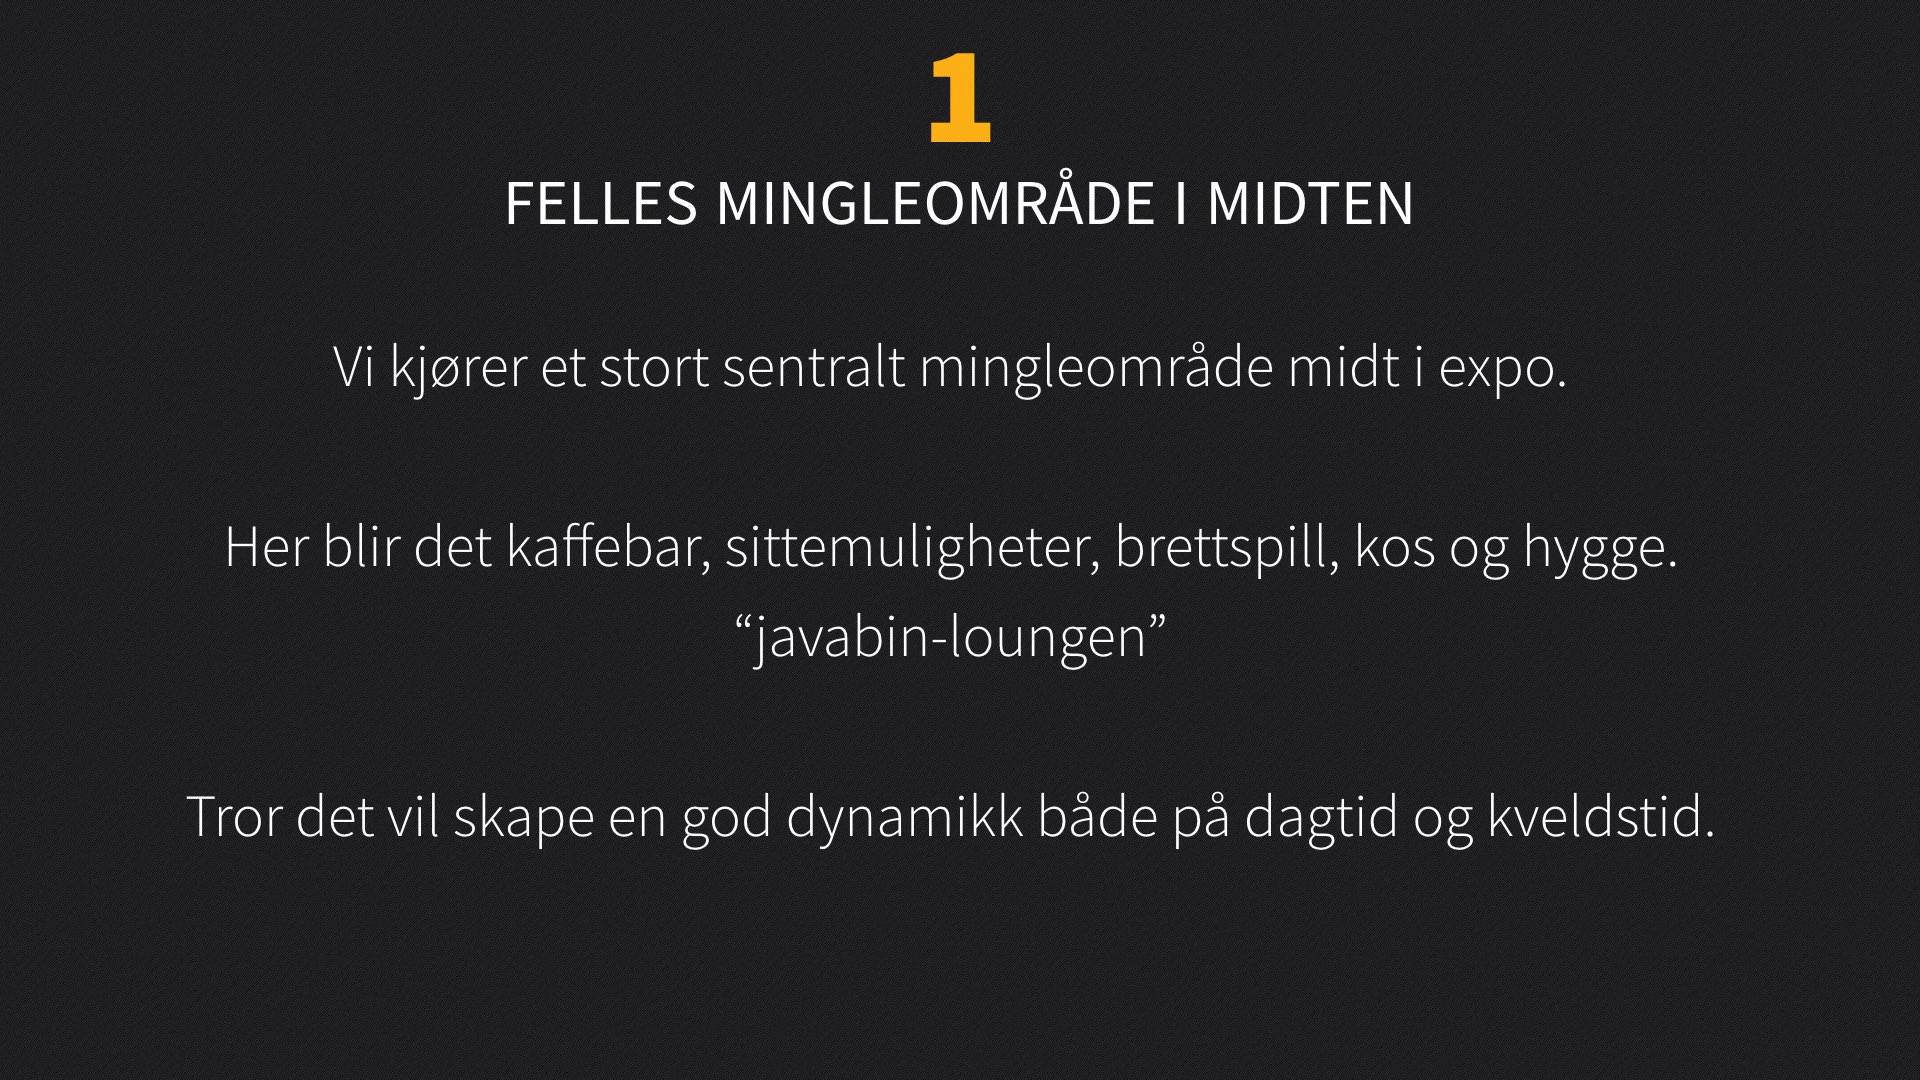 1
FELLES MINGLEOMRÅDE I MIDTEN
Vi kjører et stort sentralt mingleområde midt i expo.
Her blir det kaffebar, sittemuligheter, brettspill, kos og hygge.
“javabin-loungen”
Tror det vil skape en god dynamikk både på dagtid og kveldstid.